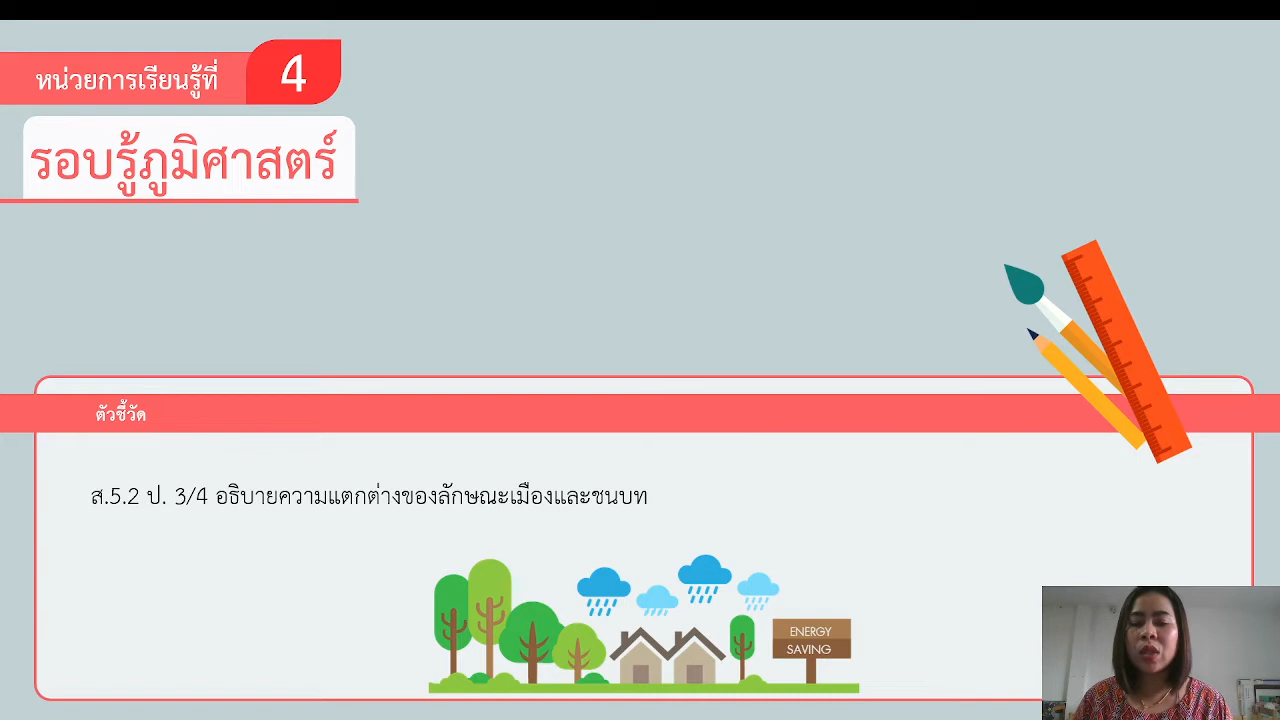 หน่วยการเรียนรู้ที่ 4
รอบรู้ภูมิศาสตร์
ตัวชี้วัด
ส.5.2 ป. 3/4 อธิบายความแตกต่างของลักษณะเมืองและชนบท
ENERGY
SAVING